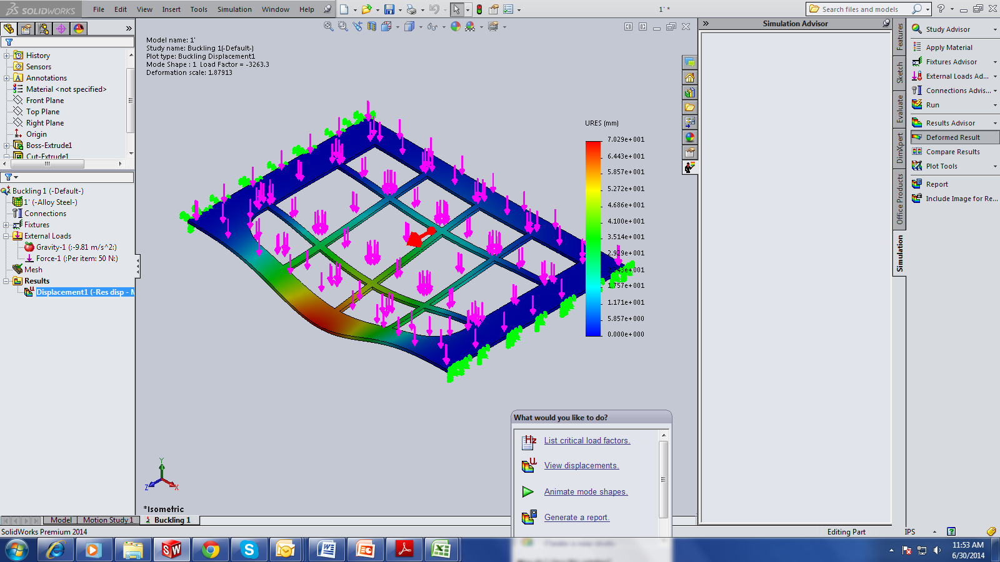 SOLIDWORKS File Edit View Insert Tools Simulation Window Help 1' * Search files and models
Model name: 1'
Study name: Buckling 1(-Default-)
Plot type: Buckling Displacement1
Mode Shape : 1 Load Factor = -3263.3
Deformation scale: 1.87913
History
Sensors
Annotations
Material <not specified>
Front Plane
Top Plane
Right Plane
Origin
Boss-Extrude1
Cut-Extrude1
Buckling 1 (-Default-)
1' (-Alloy Steel-)
Connections
Fixtures
External Loads
Gravity-1 (:-9.81 m/s^2:)
Force-1 (:Per item: 50 N:)
Mesh
Results
Displacement1 (-Res disp -
URES (mm)
7.029e+001
6.443e+001
5.857e+001
5.272e+001
4.686e+001
4.100e+001
3.514e+001
2.929e+001
2.343e+001
1.757e+001
1.171e+001
5.857e+000
0.000e+000
Y
Z X
*Isometric
What would you like to do?
Hz List critical load factors.
View displacements.
Animate mode shapes.
Generate a report.
Simulation Advisor
Features
Sketch
Evaluate
DimXpert
Office Products
Simulation
Study Advisor
Apply Material
Fixtures Advisor
External Loads Ad...
Connections Advis...
Run
Results Advisor
Deformed Result
Compare Results
Plot Tools
Report
Include Image for Re...
Model Motion Study 1 Buckling 1
SolidWorks Premium 2014 Editing Part IPS
11:53 AM
6/30/2014